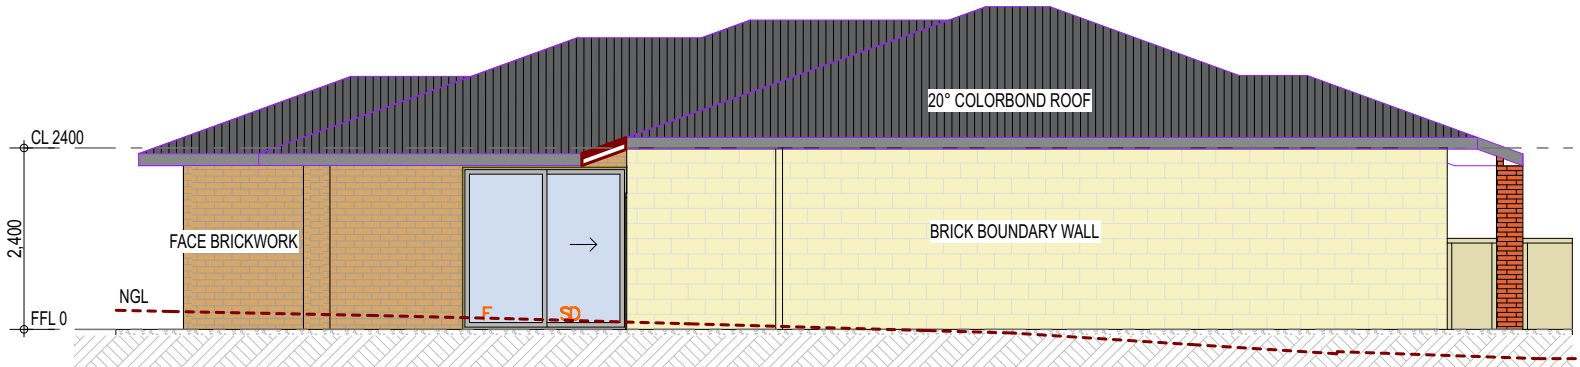 20° COLORBOND ROOF
CL 2400
2,400
FACE BRICKWORK
BRICK BOUNDARY WALL
NGL
F
SD
FFL 0